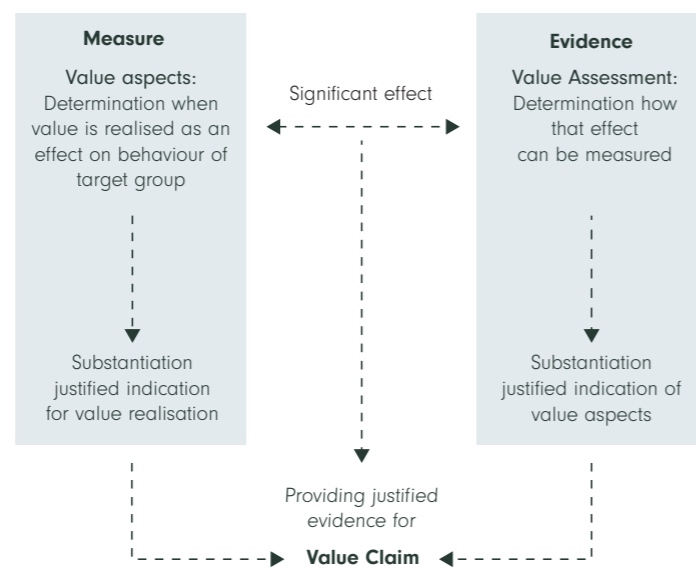 Measure
Value aspects:
Determination when
value is realised as an
effect on behaviour of
target group
Substantiation
justified indication
for value realisation
Significant effect
Evidence
Value Assessment:
Determination how
that effect
can be measured
Substantiation
justified indication of
value aspects
Providing justified
evidence for
Value Claim